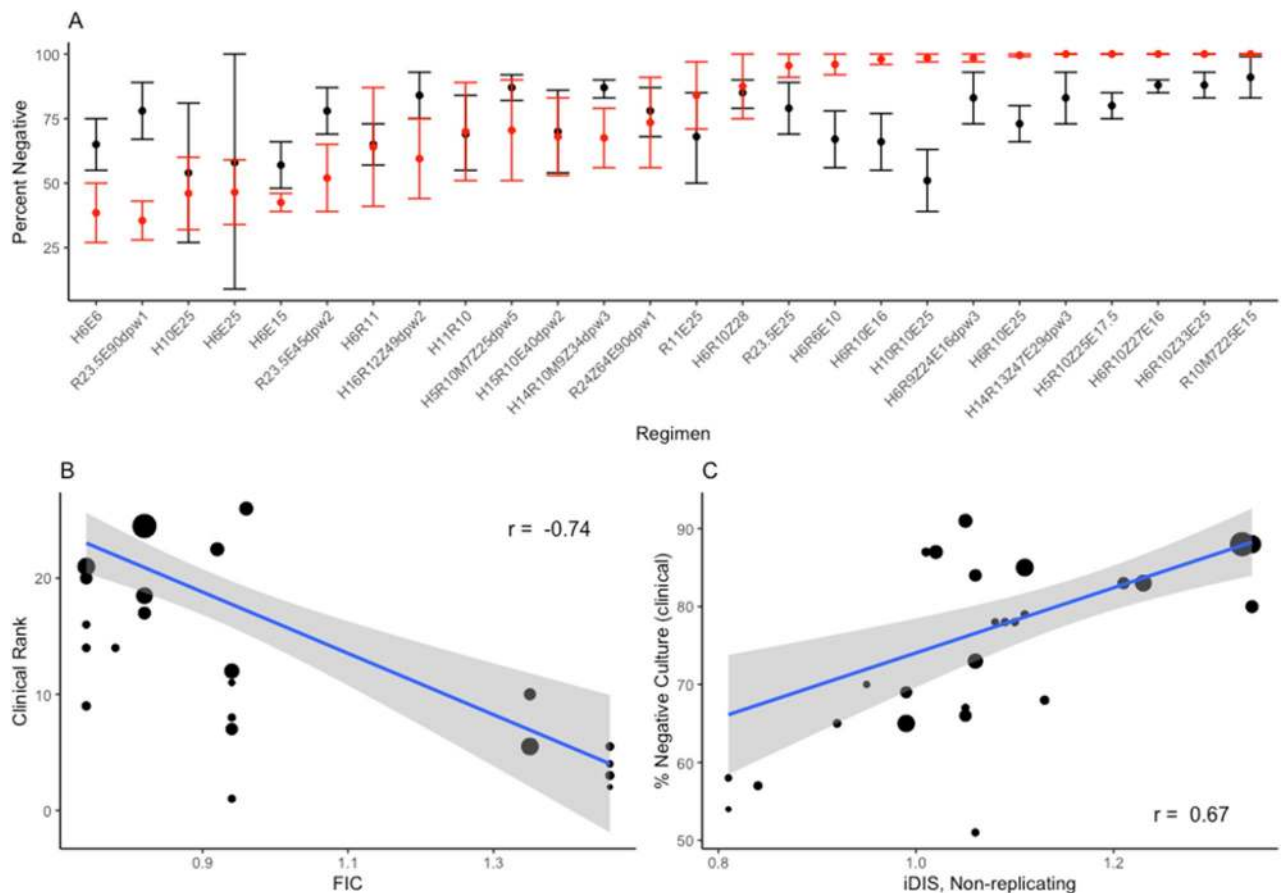 A
Percent Negative
100
75
50
25
H6E6
R23.5E90dpw1
H10E25
H6E25
H6E15
R23.5E45dpw2
H6R11
H16R12Z49dpw2
H11R10
H5R10M7Z25dpw5
H15R10E40dpw2
H14R10M9Z34dpw3
R24Z64E90dpw1
R11E25
H6R10Z28
R23.5E25
H6R6E10
H6R10E16
H10R10E25
H6R9Z24E16dpw3
H6R10E25
H14R13Z47E29dpw3
H5R10Z25E17.5
H6R10Z27E16
H6R10Z33E25
R10M7Z25E15
Regimen
B
Clinical Rank
20
10
0
r = -0.74
0.9
1.1
1.3
FIC
C
% Negative Culture (clinical)
90
80
70
60
50
r = 0.67
0.8
1.0
1.2
iDIS, Non-replicating